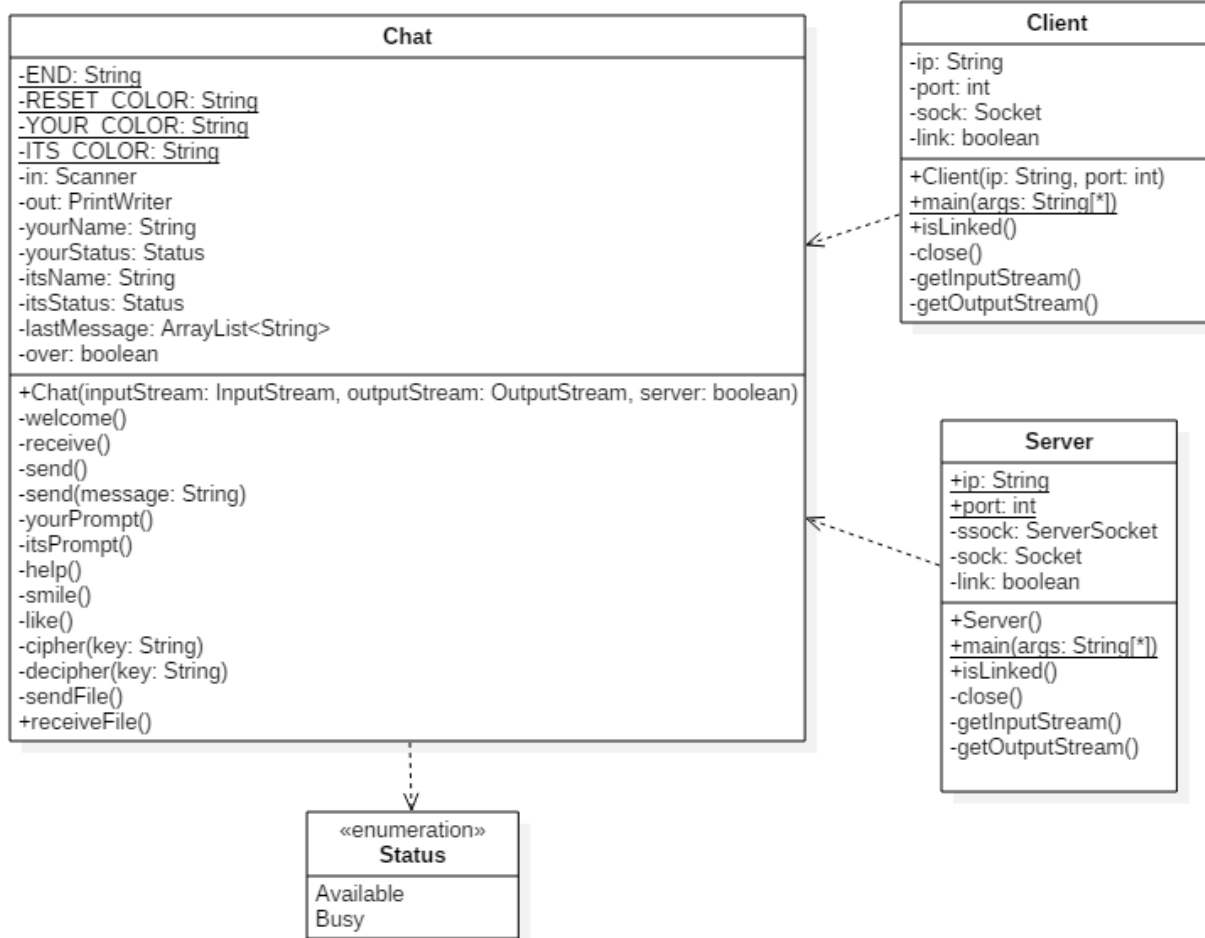 Chat
-END: String
-RESET_COLOR: String
-YOUR_COLOR: String
-ITS_COLOR: String
-in: Scanner
-out: PrintWriter
-yourName: String
-yourStatus: Status
-itsName: String
-itsStatus: Status
-lastMessage: ArrayList<String>
-over: boolean
+Chat(inputStream: InputStream, outputStream: OutputStream, server: boolean)
-welcome()
-receive()
-send()
-send(message: String)
-yourPrompt()
-itsPrompt()
-help()
-smile()
-like()
-cipher(key: String)
-decipher(key: String)
-sendFile()
+receiveFile()
Client
-ip: String
-port: int
-sock: Socket
-link: boolean
+Client(ip: String, port: int)
+main(args: String[*])
+isLinked()
-close()
-getInputStream()
-getOutputStream()
Server
+ip: String
+port: int
-ssock: ServerSocket
-sock: Socket
-link: boolean
+Server()
+main(args: String[*])
+isLinked()
-close()
-getInputStream()
-getOutputStream()
«enumeration»
Status
Available
Busy